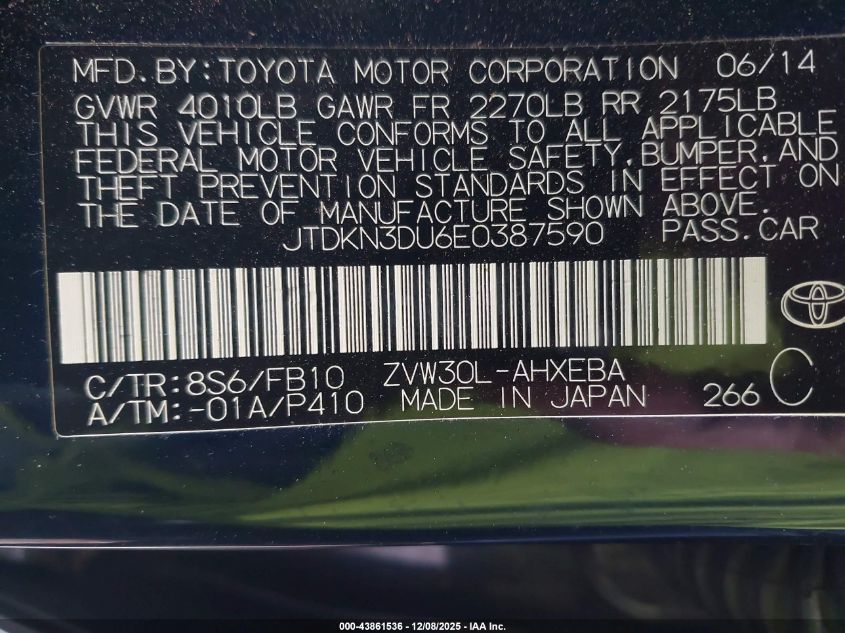 MFD.BY:TOYOTA MOTOR CORPORATION 06/14
GVWR 4010LB GAWR FR 2270LB RR 2175LB
THIS VEHICLE CONFORMS TO ALL APPLICABLE
FEDERAL MOTOR VEHICLE SAFETY,BUMPER,AND
THEFT PREVENTION STANDARDS IN EFFECT ON
THE DATE OF MANUFACTURE SHOWN ABOVE.
JTDKN3DU6E0387590 PASS.CAR
C/TR:8S6/FB10 ZVW30L-AHXEBA
A/TM:-01A/P410 MADE IN JAPAN 266 C
000-43861536 - 12/08/2025 - IAA Inc.